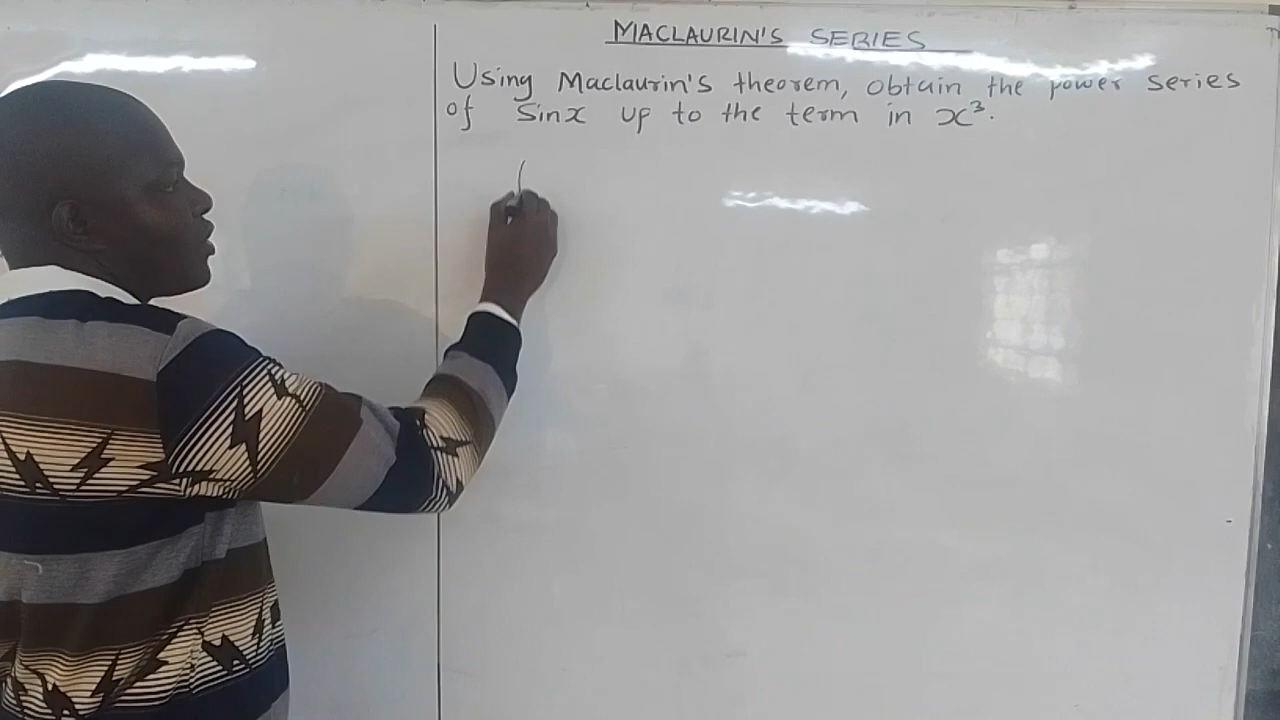 MACLAURIN'S SERIES
Using Maclaurin's theorem, obtain the power series
of Sinx up to the term in x³.